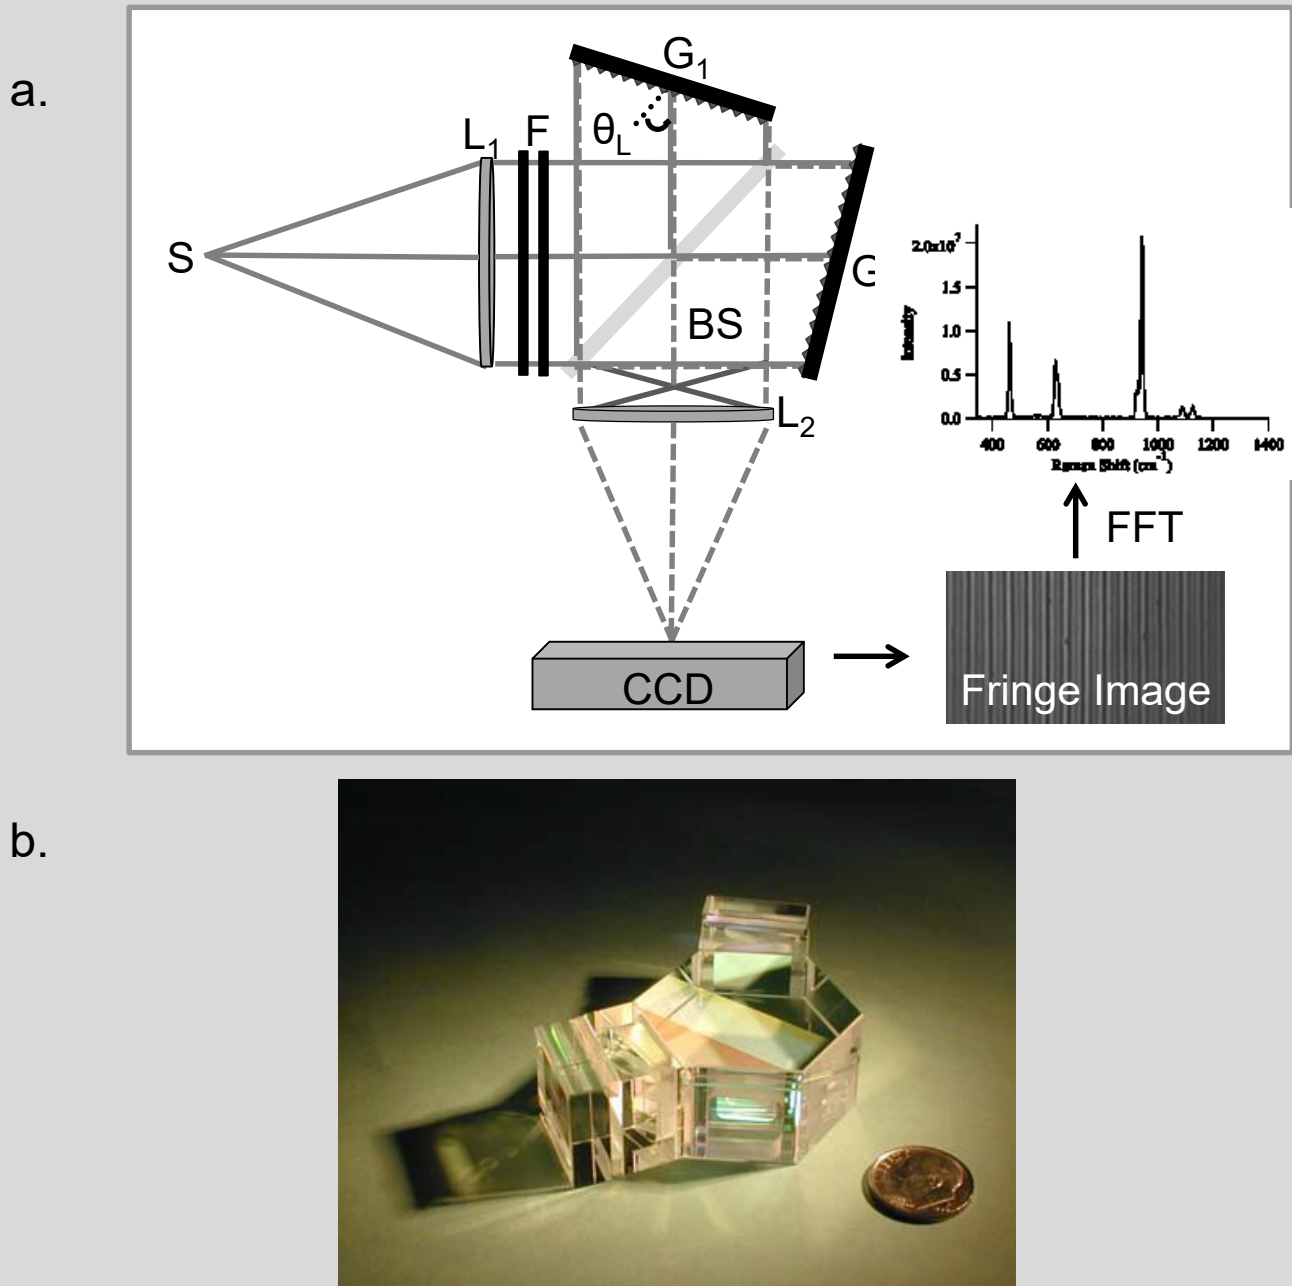 a.
G₁
θL
L₁ F
S
G
BS
L₂
CCD
Fringe Image
FFT
2.0x10⁷
1.5
1.0
0.5
0.0
Intensity
400 600 800 1000 1200 1400
Raman Shift (cm⁻¹)
b.